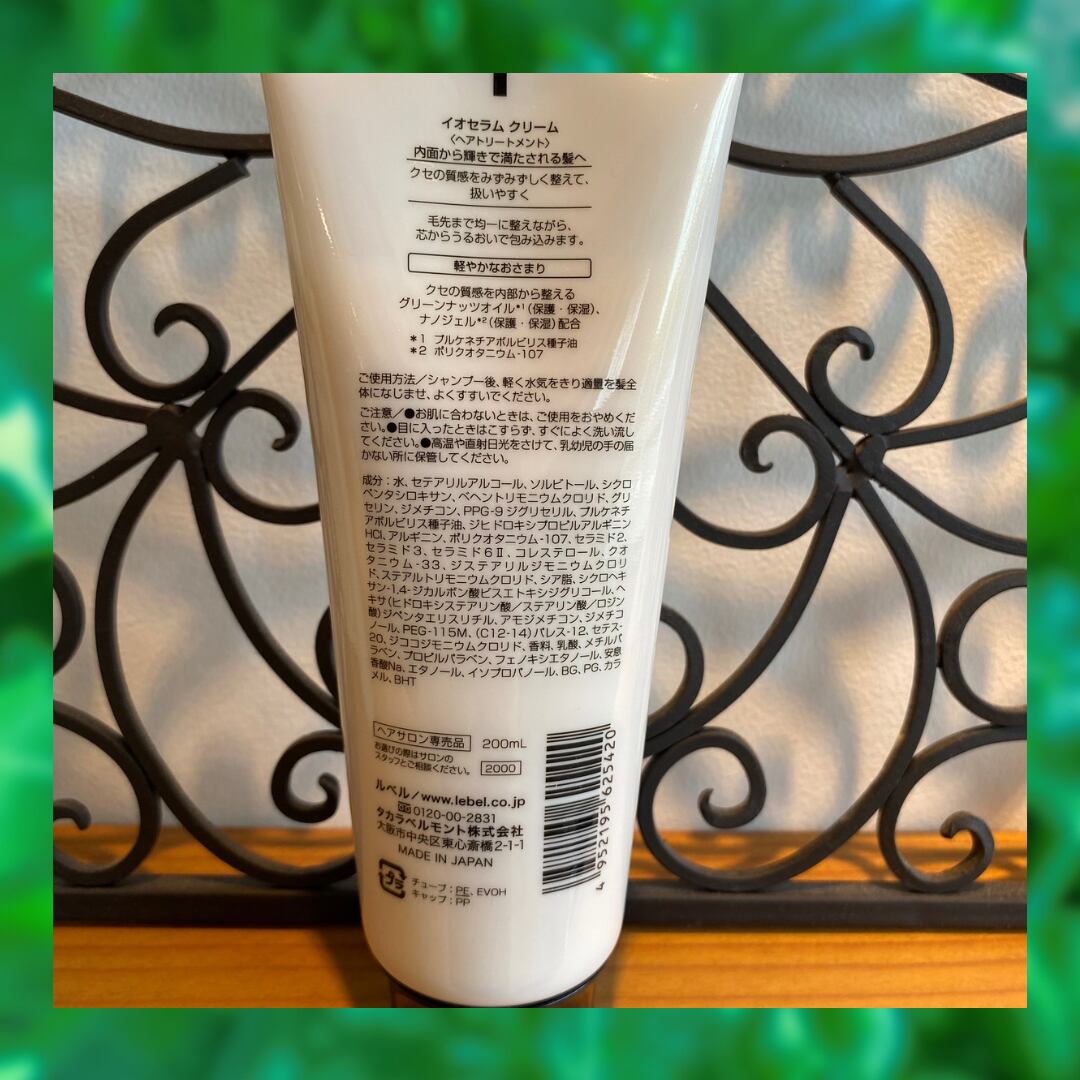 イオセラム クリーム
〈ヘアトリートメント〉
内面から輝きで満たされる髪へ
クセの質感をみずみずしく整えて、
扱いやすく
毛先まで均一に整えながら、
芯からうるおいで包み込みます。
軽やかなおさまり
クセの質感を内部から整える
グリーンナッツオイル*1(保護・保湿)、
ナノジェル*2(保護・保湿)配合
*1 プルケネチアボルビリス種子油
*2 ポリクオタニウム-107
ご使用方法/シャンプー後、軽く水気をきり適量を髪全
体になじませ、よくすすいでください。
ご注意/●お肌に合わないときは、ご使用をおやめくだ
さい。●目に入ったときはこすらず、すぐによく洗い流し
てください。●高温や直射日光をさけて、乳幼児の手の届
かない所に保管してください。
成分:水、セテアリルアルコール、ソルビトール、シクロ
ペンタシロキサン、ベヘントリモニウムクロリド、グリ
セリン、ジメチコン、PPG-9 ジグリセリル、プルケネチ
アボルビリス種子油、ジヒドロキシプロピルアルギニン
HCl、アルギニン、ポリクオタニウム-107、セラミド2、
セラミド3、セラミド6Ⅱ、コレステロール、クオ
タニウム-33、ジステアリルジモニウムクロリ
ド、ステアルトリモニウムクロリド、シア脂、シクロヘキ
サン-1,4-ジカルボン酸ビスエトキシジグリコール、ヘ
キサ(ヒドロキシステアリン酸/ステアリン酸/ロジン
酸)ジペンタエリスリチル、アモジメチコン、ジメチコ
ノール、PEG-115M、(C12-14)パレス-12、セテス-
20、ジココジモニウムクロリド、香料、乳酸、メチルパ
ラベン、プロピルパラベン、フェノキシエタノール、安息
香酸Na、エタノール、イソプロパノール、BG、PG、カラ
メル、BHT
ヘアサロン専売品 200mL
お選びの際はサロンの
スタッフとご相談ください。 2000
ルベル/www.lebel.co.jp
0120-00-2831
タカラベルモント株式会社
大阪市中央区東心斎橋2-1-1
MADE IN JAPAN
プラ チューブ:PE、EVOH
キャップ:PP
4 952195 625420